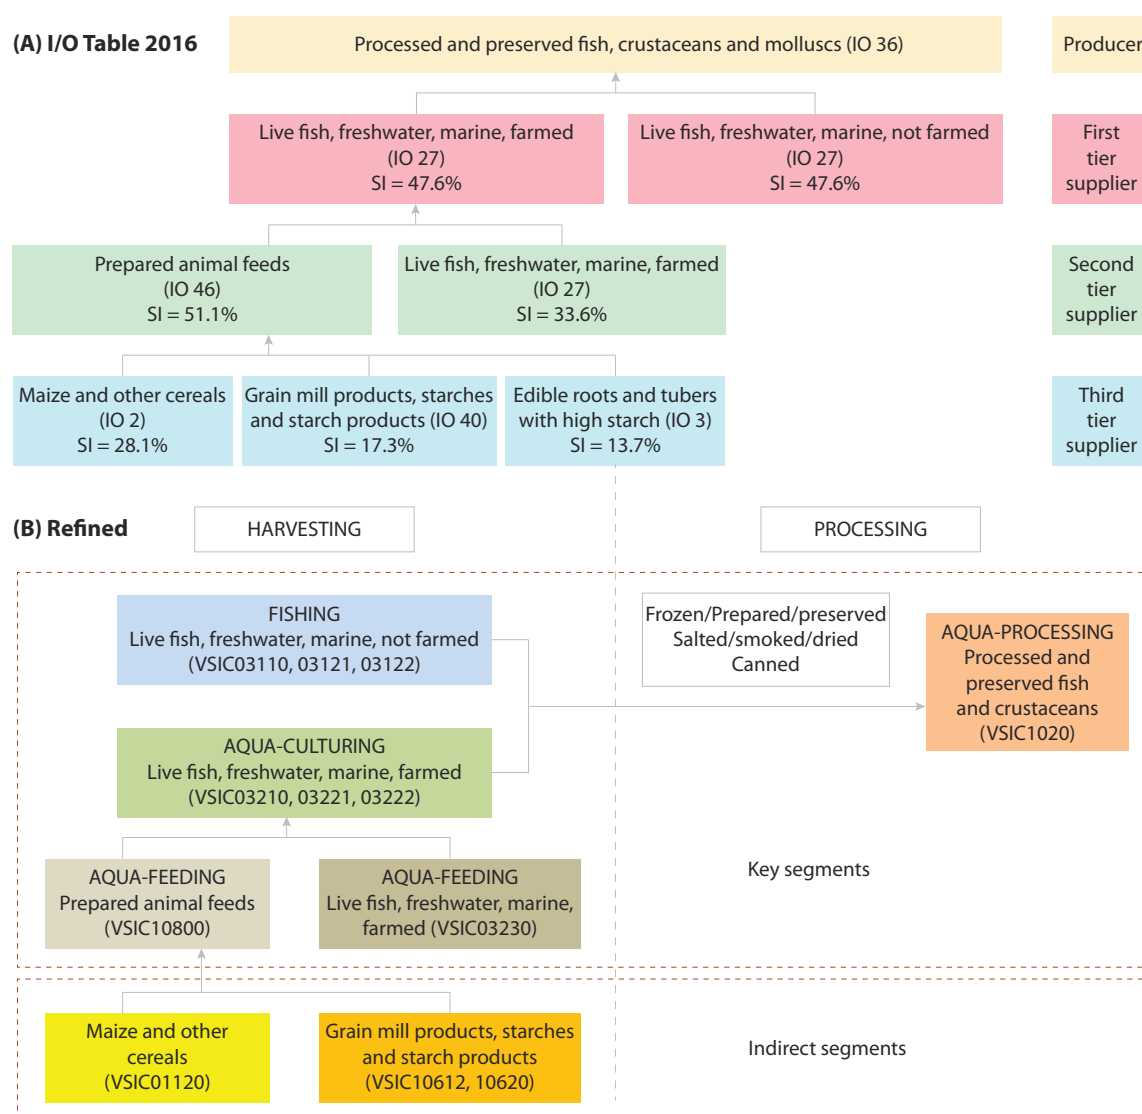 (A) I/O Table 2016
Processed and preserved fish, crustaceans and molluscs (IO 36)
Producer
Live fish, freshwater, marine, farmed
(IO 27)
SI = 47.6%
Live fish, freshwater, marine, not farmed
(IO 27)
SI = 47.6%
First
tier
supplier
Prepared animal feeds
(IO 46)
SI = 51.1%
Live fish, freshwater, marine, farmed
(IO 27)
SI = 33.6%
Second
tier
supplier
Maize and other cereals
(IO 2)
SI = 28.1%
Grain mill products, starches
and starch products (IO 40)
SI = 17.3%
Edible roots and tubers
with high starch (IO 3)
SI = 13.7%
Third
tier
supplier
(B) Refined
HARVESTING
PROCESSING
FISHING
Live fish, freshwater, marine, not farmed
(VSIC03110, 03121, 03122)
Frozen/Prepared/preserved
Salted/smoked/dried
Canned
AQUA-PROCESSING
Processed and
preserved fish
and crustaceans
(VSIC1020)
AQUA-CULTURING
Live fish, freshwater, marine, farmed
(VSIC03210, 03221, 03222)
AQUA-FEEDING
Prepared animal feeds
(VSIC10800)
AQUA-FEEDING
Live fish, freshwater, marine,
farmed (VSIC03230)
Key segments
Maize and other
cereals
(VSIC01120)
Grain mill products, starches
and starch products
(VSIC10612, 10620)
Indirect segments